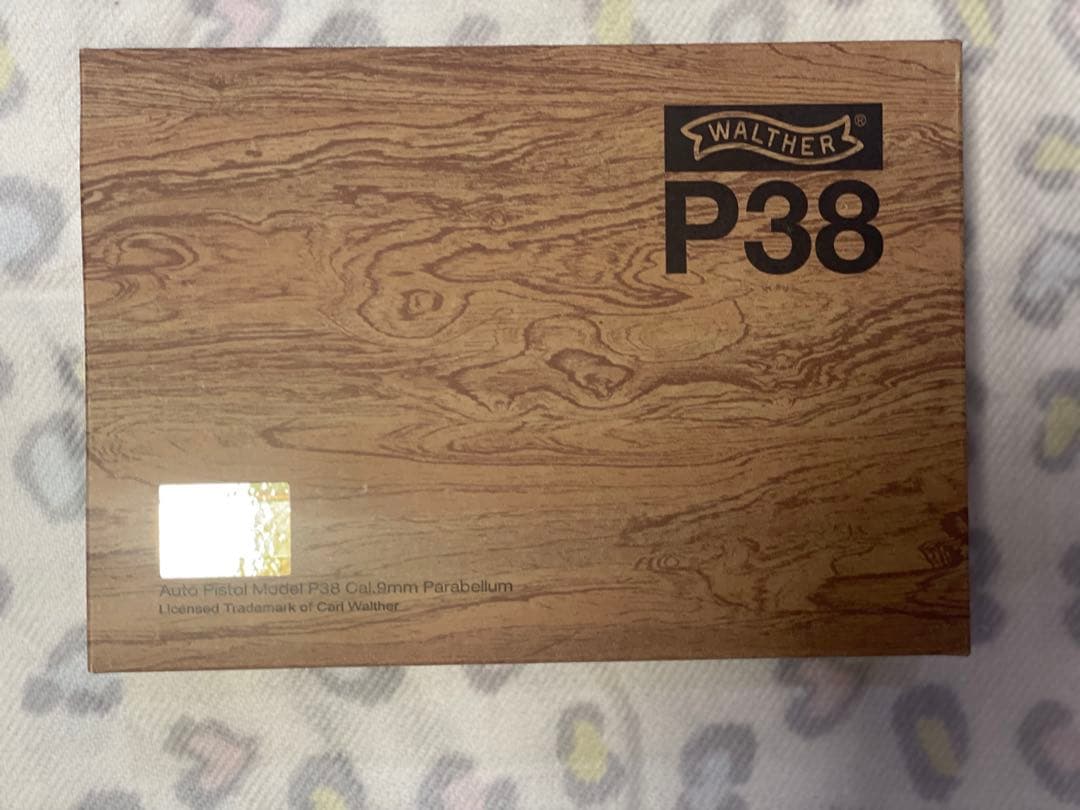 WALTHER®
P38
Auto Pistol Model P38 Cal.9mm Parabellum
Licensed Trademark of Carl Walther